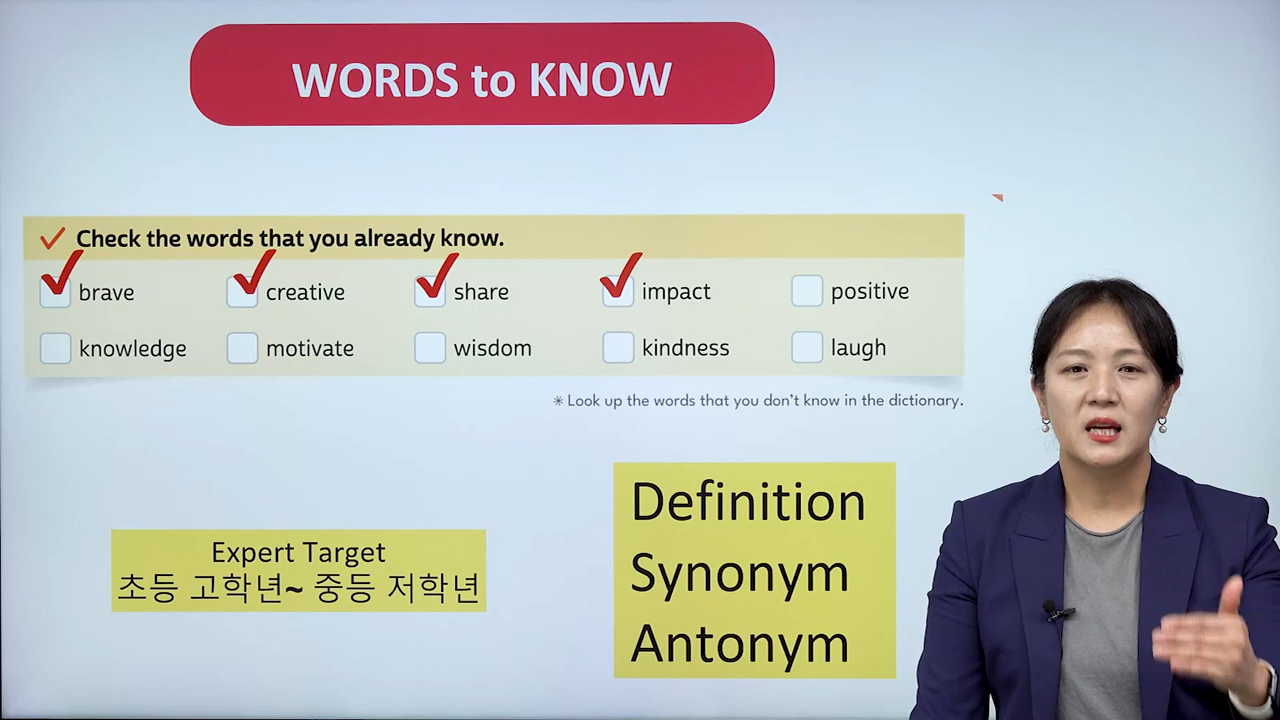 WORDS to KNOW
Check the words that you already know.
brave creative share impact positive
knowledge motivate wisdom kindness laugh
✳ Look up the words that you don't know in the dictionary.
Expert Target
초등 고학년~ 중등 저학년
Definition
Synonym
Antonym